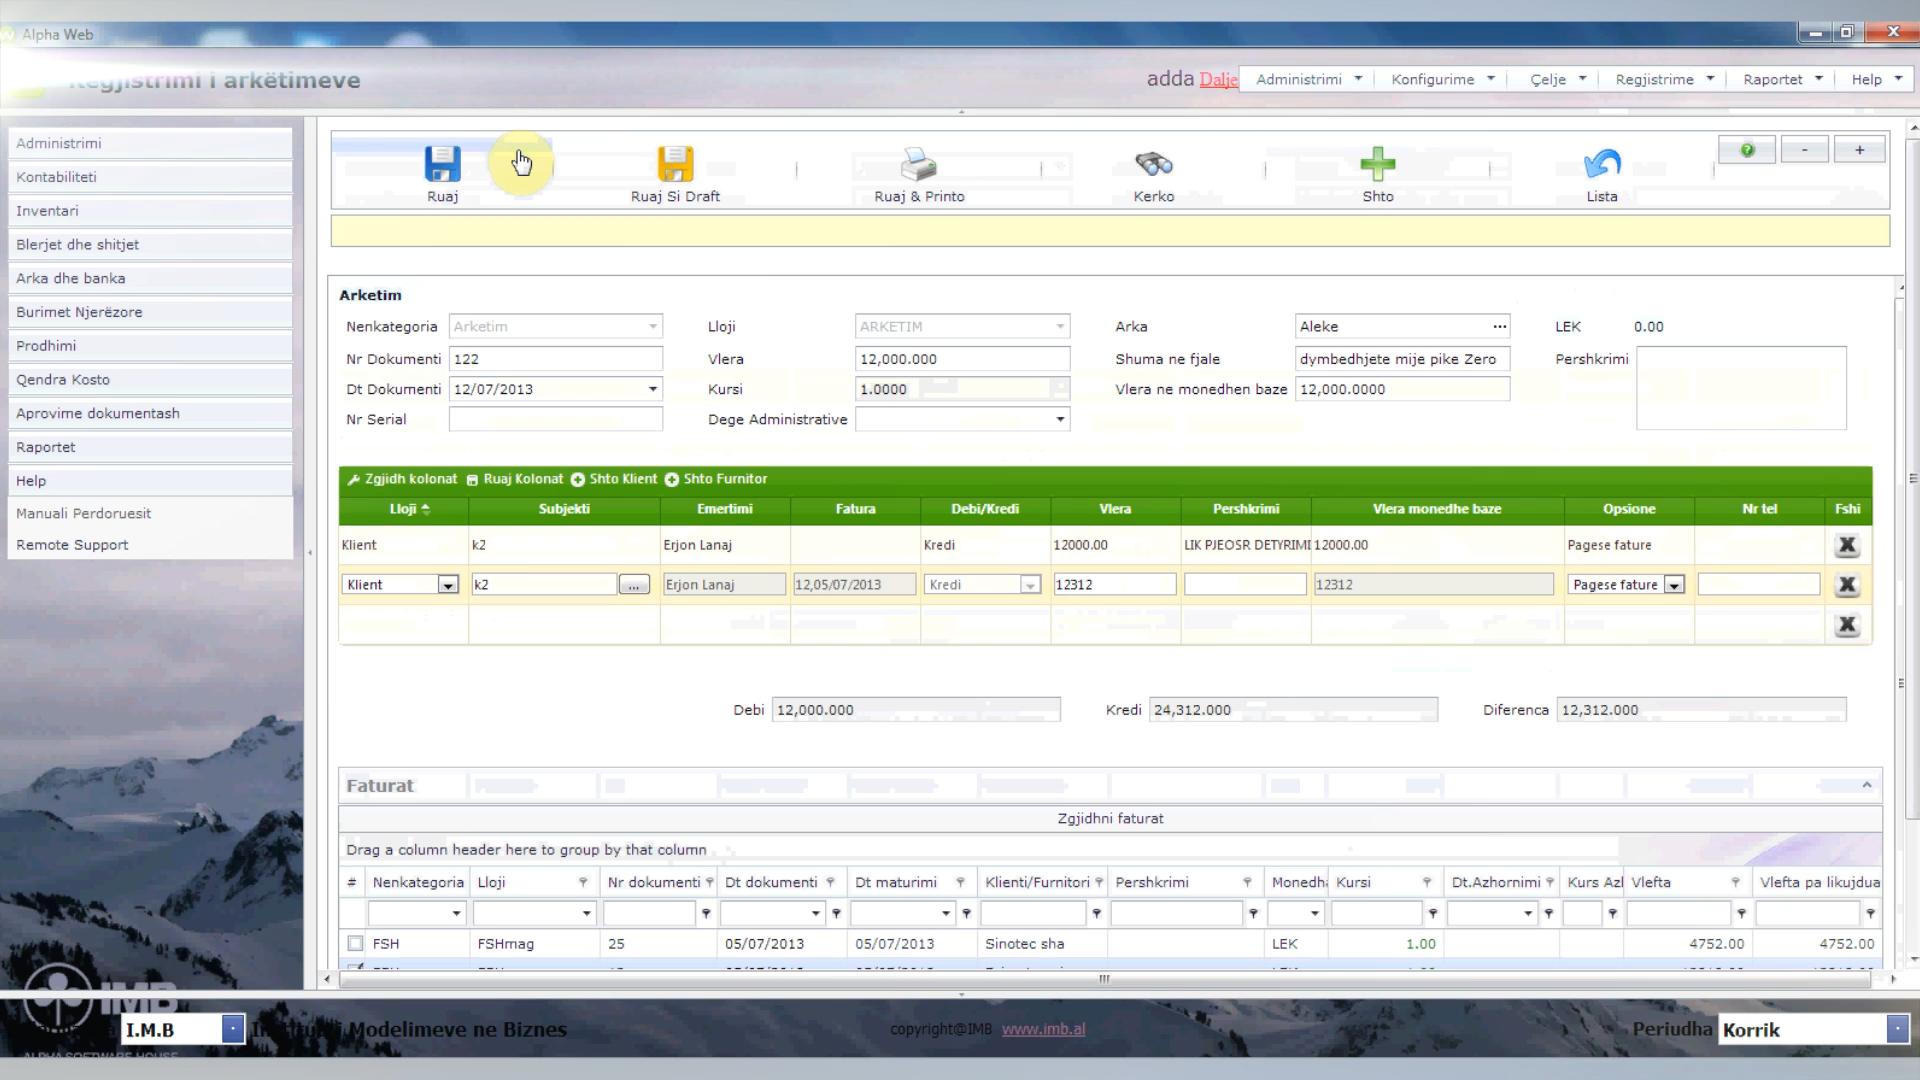 Alpha Web
Regjistrimi i arkëtimeve
adda Dalje Administrimi Konfigurime Çelje Regjistrime Raportet Help
Administrimi
Kontabiliteti
Inventari
Blerjet dhe shitjet
Arka dhe banka
Burimet Njerëzore
Prodhimi
Qendra Kosto
Aprovime dokumentash
Raportet
Help
Manuali Perdoruesit
Remote Support
Ruaj Ruaj Si Draft Ruaj & Printo Kerko Shto Lista
? - +
Arketim
Nenkategoria Arketim Lloji ARKETIM Arka Aleke ... LEK 0.00
Nr Dokumenti 122 Vlera 12,000.000 Shuma ne fjale dymbedhjete mije pike Zero Pershkrimi
Dt Dokumenti 12/07/2013 Kursi 1.0000 Vlera ne monedhen baze 12,000.0000
Nr Serial Dege Administrative
Zgjidh kolonat Ruaj Kolonat Shto Klient Shto Furnitor
Lloji Subjekti Emertimi Fatura Debi/Kredi Vlera Pershkrimi Vlera monedhe baze Opsione Nr tel Fshi
Klient k2 Erjon Lanaj Kredi 12000.00 LIK PJEOSR DETYRIMI 12000.00 Pagese fature X
Klient k2 ... Erjon Lanaj 12,05/07/2013 Kredi 12312 12312 Pagese fature X
X
Debi 12,000.000 Kredi 24,312.000 Diferenca 12,312.000
Faturat
Zgjidhni faturat
Drag a column header here to group by that column
# Nenkategoria Lloji Nr dokumenti Dt dokumenti Dt maturimi Klienti/Furnitori Pershkrimi Monedh Kursi Dt.Azhornimi Kurs Azl Vlefta Vlefta pa likujdua
FSH FSHmag 25 05/07/2013 05/07/2013 Sinotec sha LEK 1.00 4752.00 4752.00
IMB
I.M.B Modelimeve ne Biznes copyright@IMB www.imb.al Periudha Korrik
ALPHA SOFTWARE HOUSE